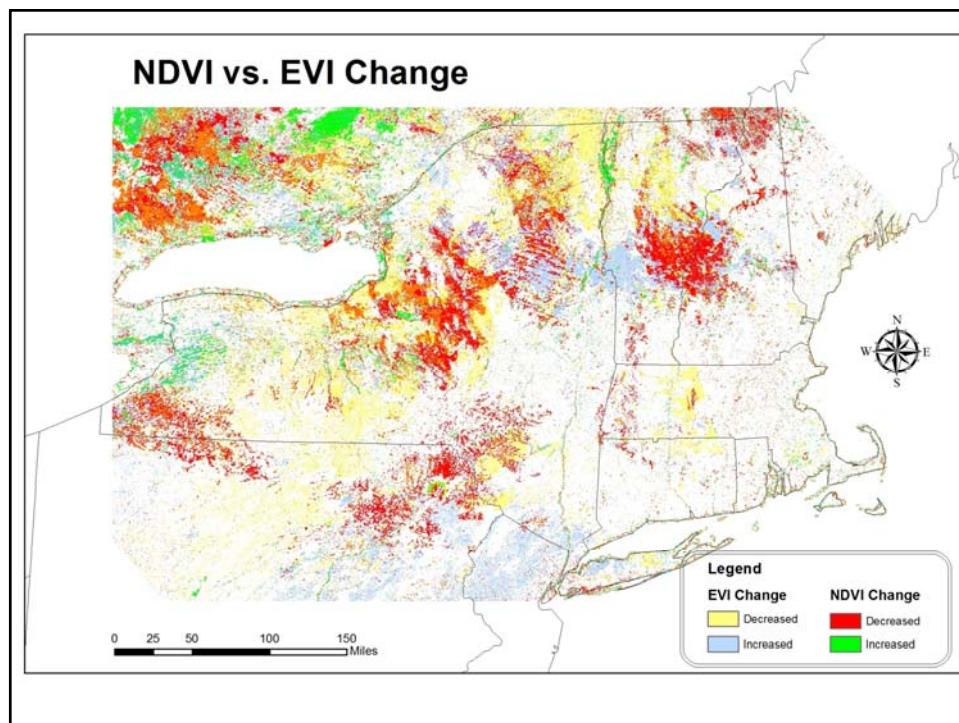 NDVI vs. EVI Change
N
W E
S
Legend
EVI Change NDVI Change
Decreased Decreased
Increased Increased
0 25 50 100 150
Miles